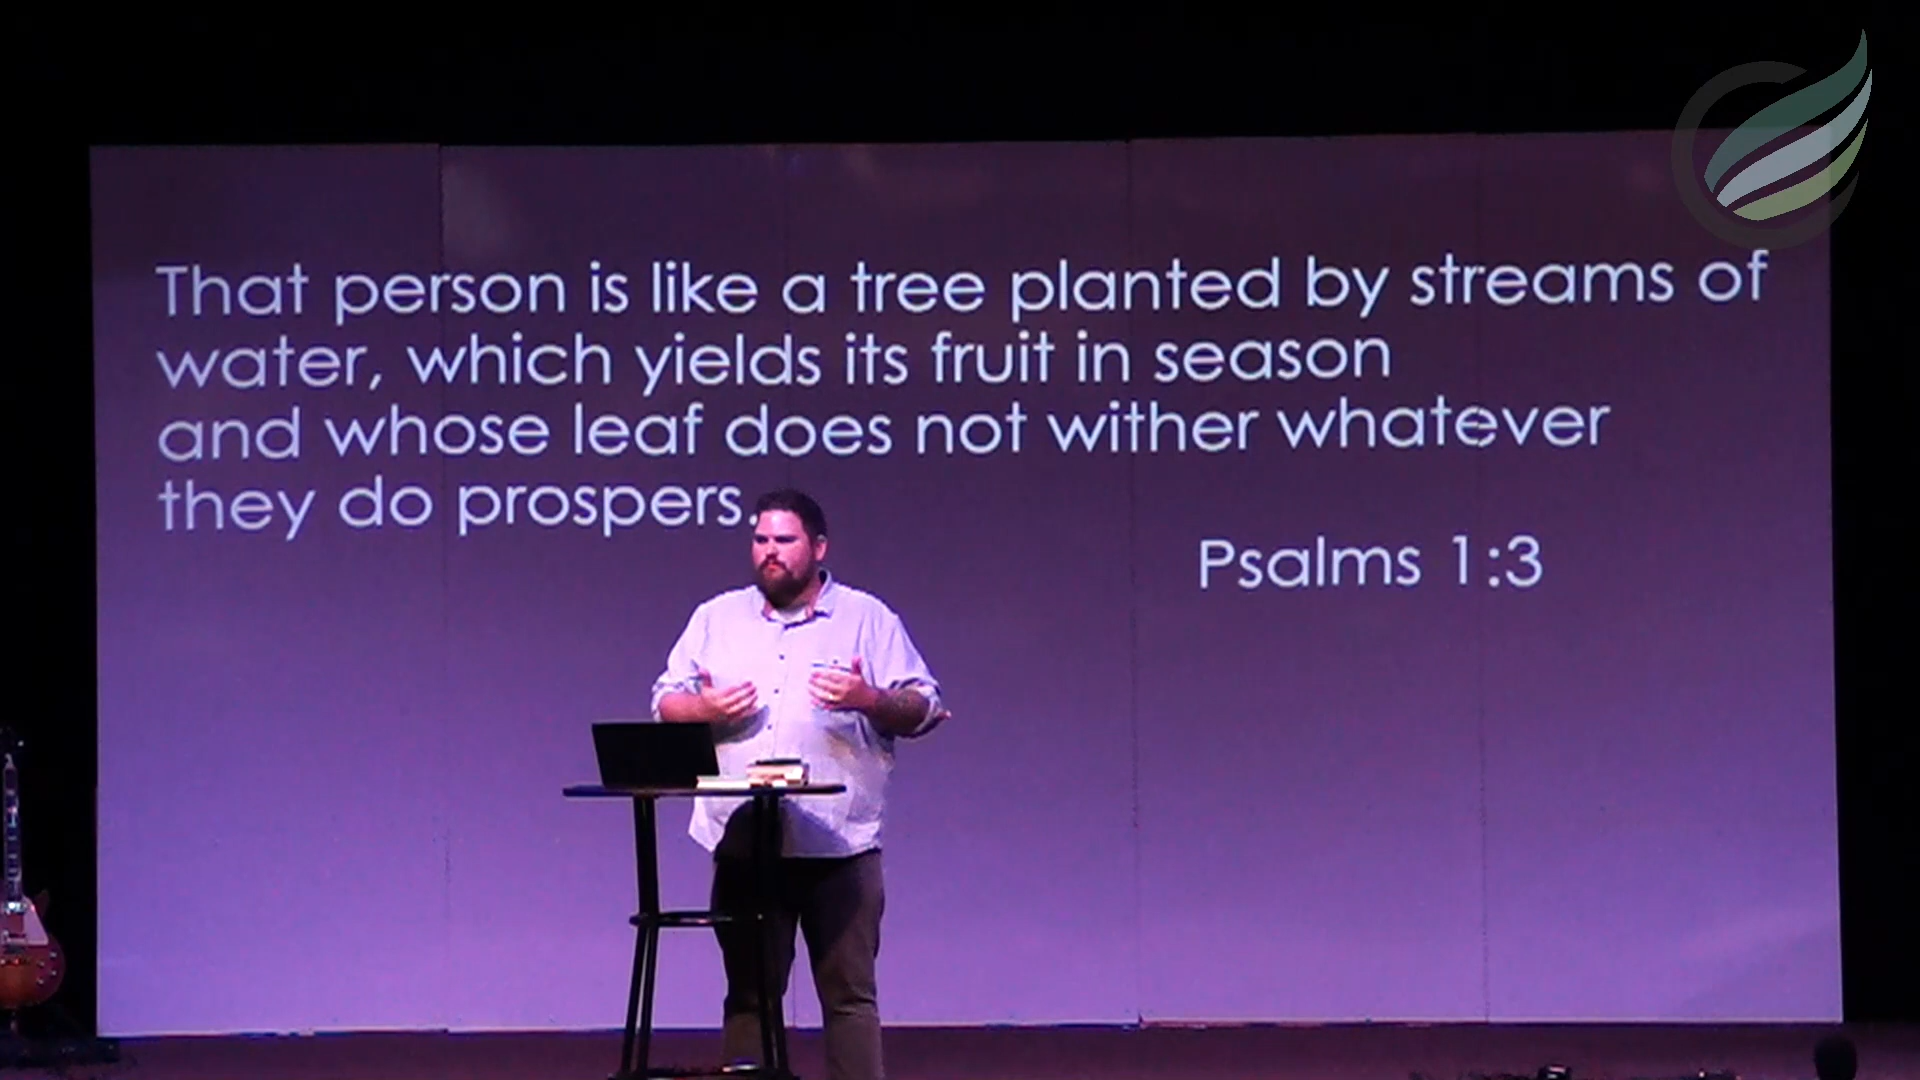 That person is like a tree planted by streams of
water, which yields its fruit in season
and whose leaf does not wither whatever
they do prospers.
Psalms 1:3